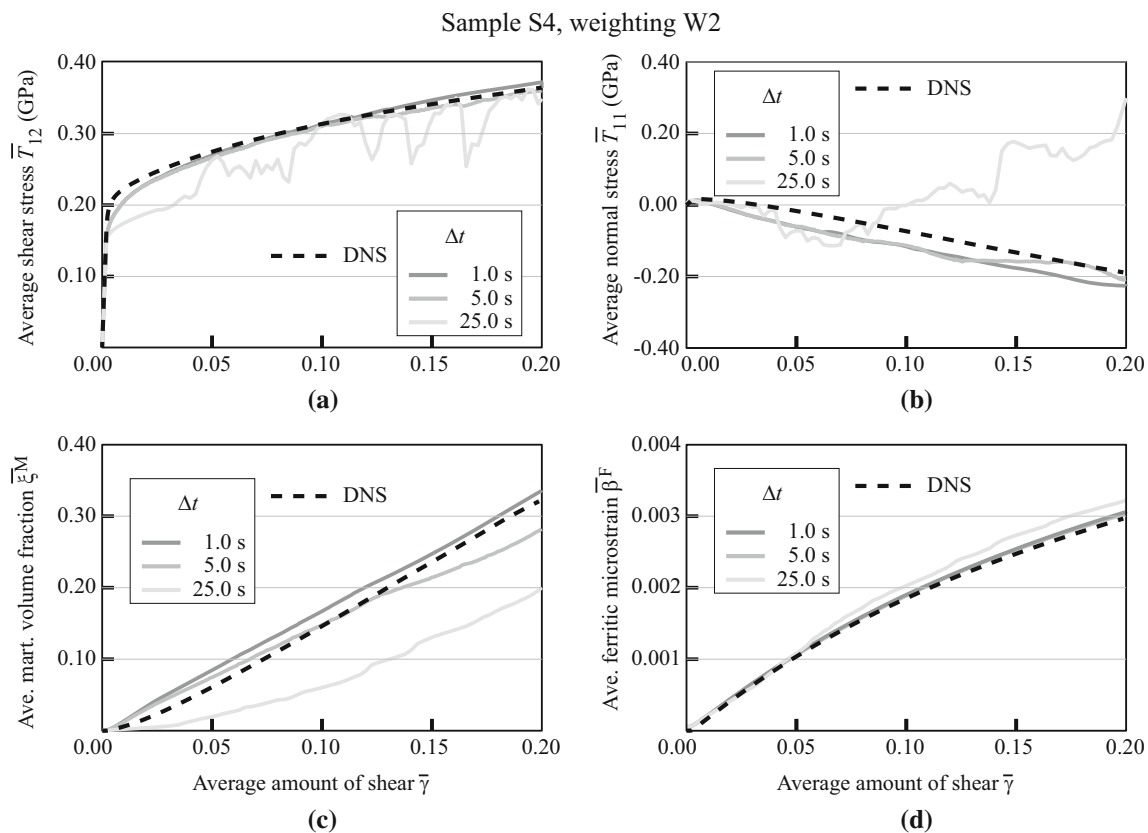 Sample S4, weighting W2
Average shear stress T̅₁₂ (GPa)
0.40
0.30
0.20
0.10
Δt
DNS
1.0 s
5.0 s
25.0 s
0.00
0.05
0.10
0.15
0.20
(a)
Average normal stress T̅₁₁ (GPa)
0.40
0.20
0.00
-0.20
-0.40
Δt
DNS
1.0 s
5.0 s
25.0 s
0.00
0.05
0.10
0.15
0.20
(b)
Ave. mart. volume fraction ξ̅ᴹ
0.40
0.30
0.20
0.10
Δt
DNS
1.0 s
5.0 s
25.0 s
0.00
0.05
0.10
0.15
0.20
Average amount of shear γ̅
(c)
Ave. ferritic microstrain β̅ꟳ
0.004
0.003
0.002
0.001
Δt
DNS
1.0 s
5.0 s
25.0 s
0.00
0.05
0.10
0.15
0.20
Average amount of shear γ̅
(d)